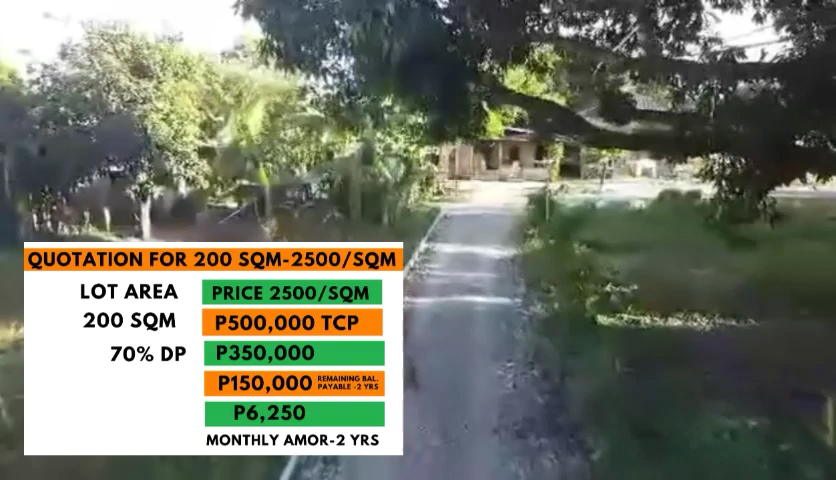 QUOTATION FOR 200 SQM-2500/SQM
LOT AREA PRICE 2500/SQM
200 SQM P500,000 TCP
70% DP P350,000
P150,000 REMAINING BAL. PAYABLE -2 YRS
P6,250
MONTHLY AMOR-2 YRS